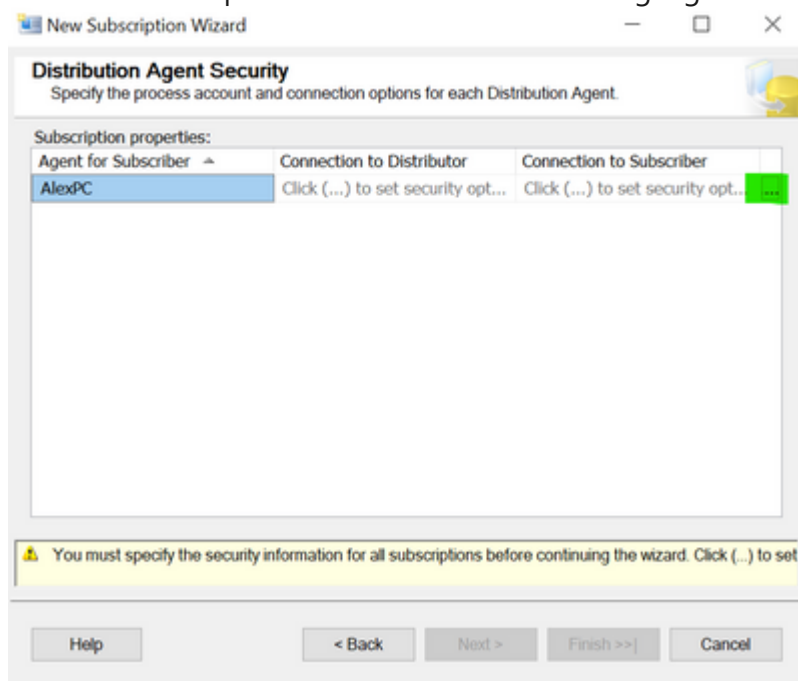 New Subscription Wizard
Distribution Agent Security
Specify the process account and connection options for each Distribution Agent.
Subscription properties:
Agent for Subscriber Connection to Distributor Connection to Subscriber
AlexPC Click (...) to set security opt... Click (...) to set security opt... ...
You must specify the security information for all subscriptions before continuing the wizard. Click (...) to set
Help < Back Next > Finish >>| Cancel